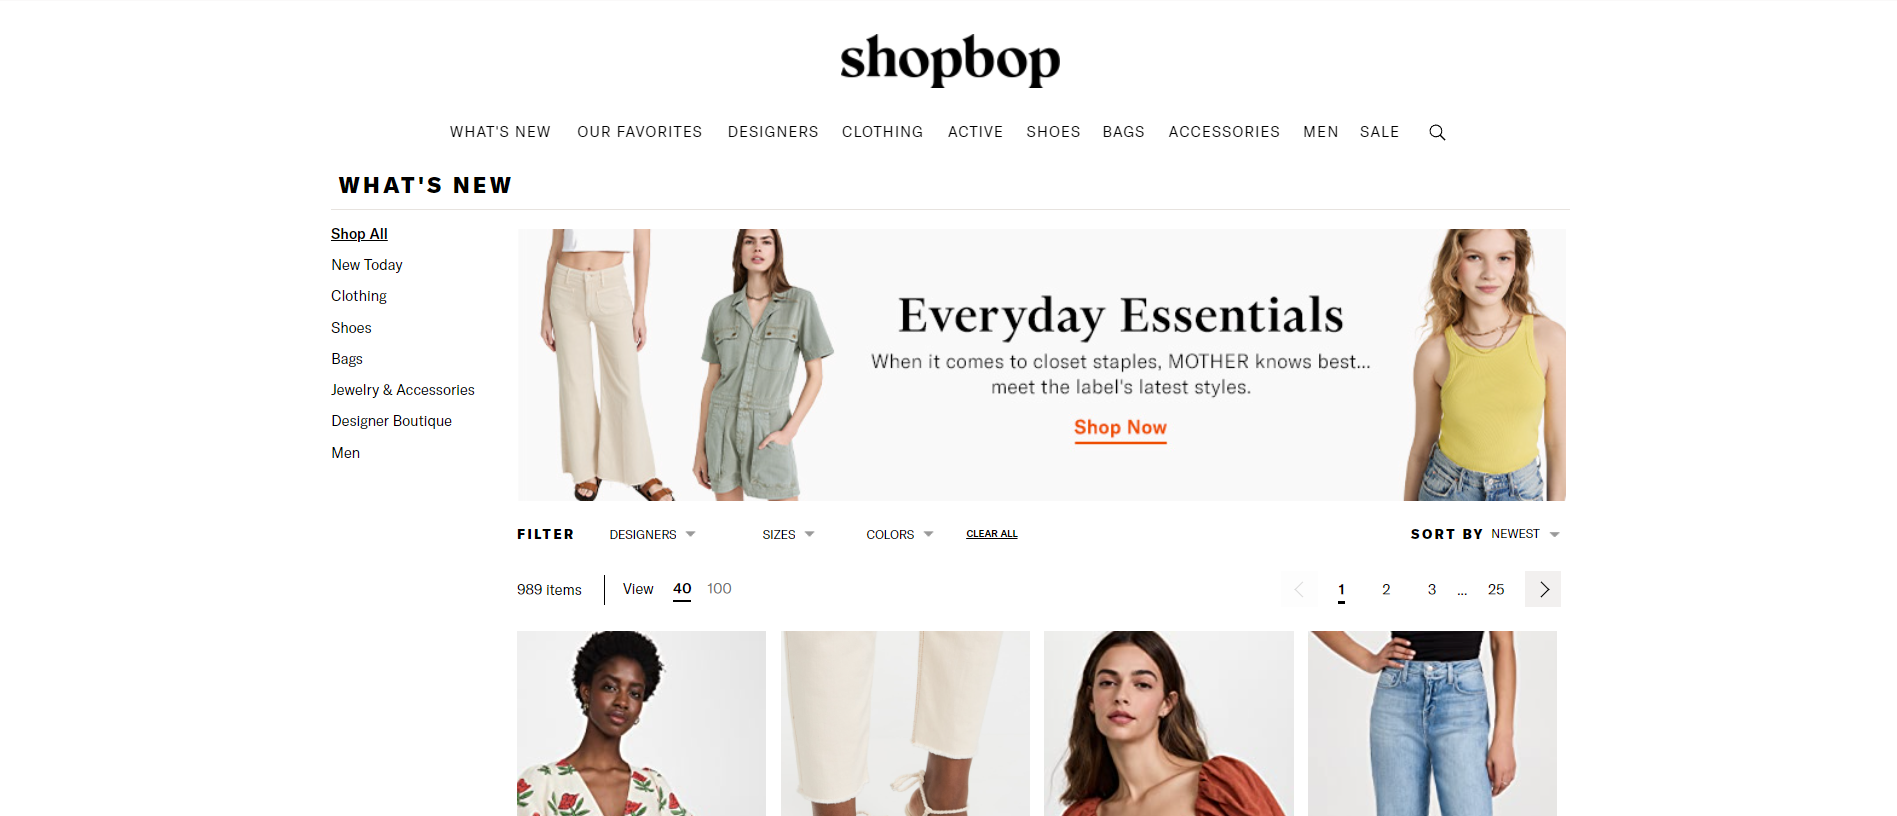 shopbop
WHAT'S NEW OUR FAVORITES DESIGNERS CLOTHING ACTIVE SHOES BAGS ACCESSORIES MEN SALE
WHAT'S NEW
Shop All
New Today
Clothing
Shoes
Bags
Jewelry & Accessories
Designer Boutique
Men
Everyday Essentials
When it comes to closet staples, MOTHER knows best...
meet the label's latest styles.
Shop Now
FILTER DESIGNERS SIZES COLORS CLEAR ALL SORT BY NEWEST
989 items View 40 100 1 2 3 ... 25